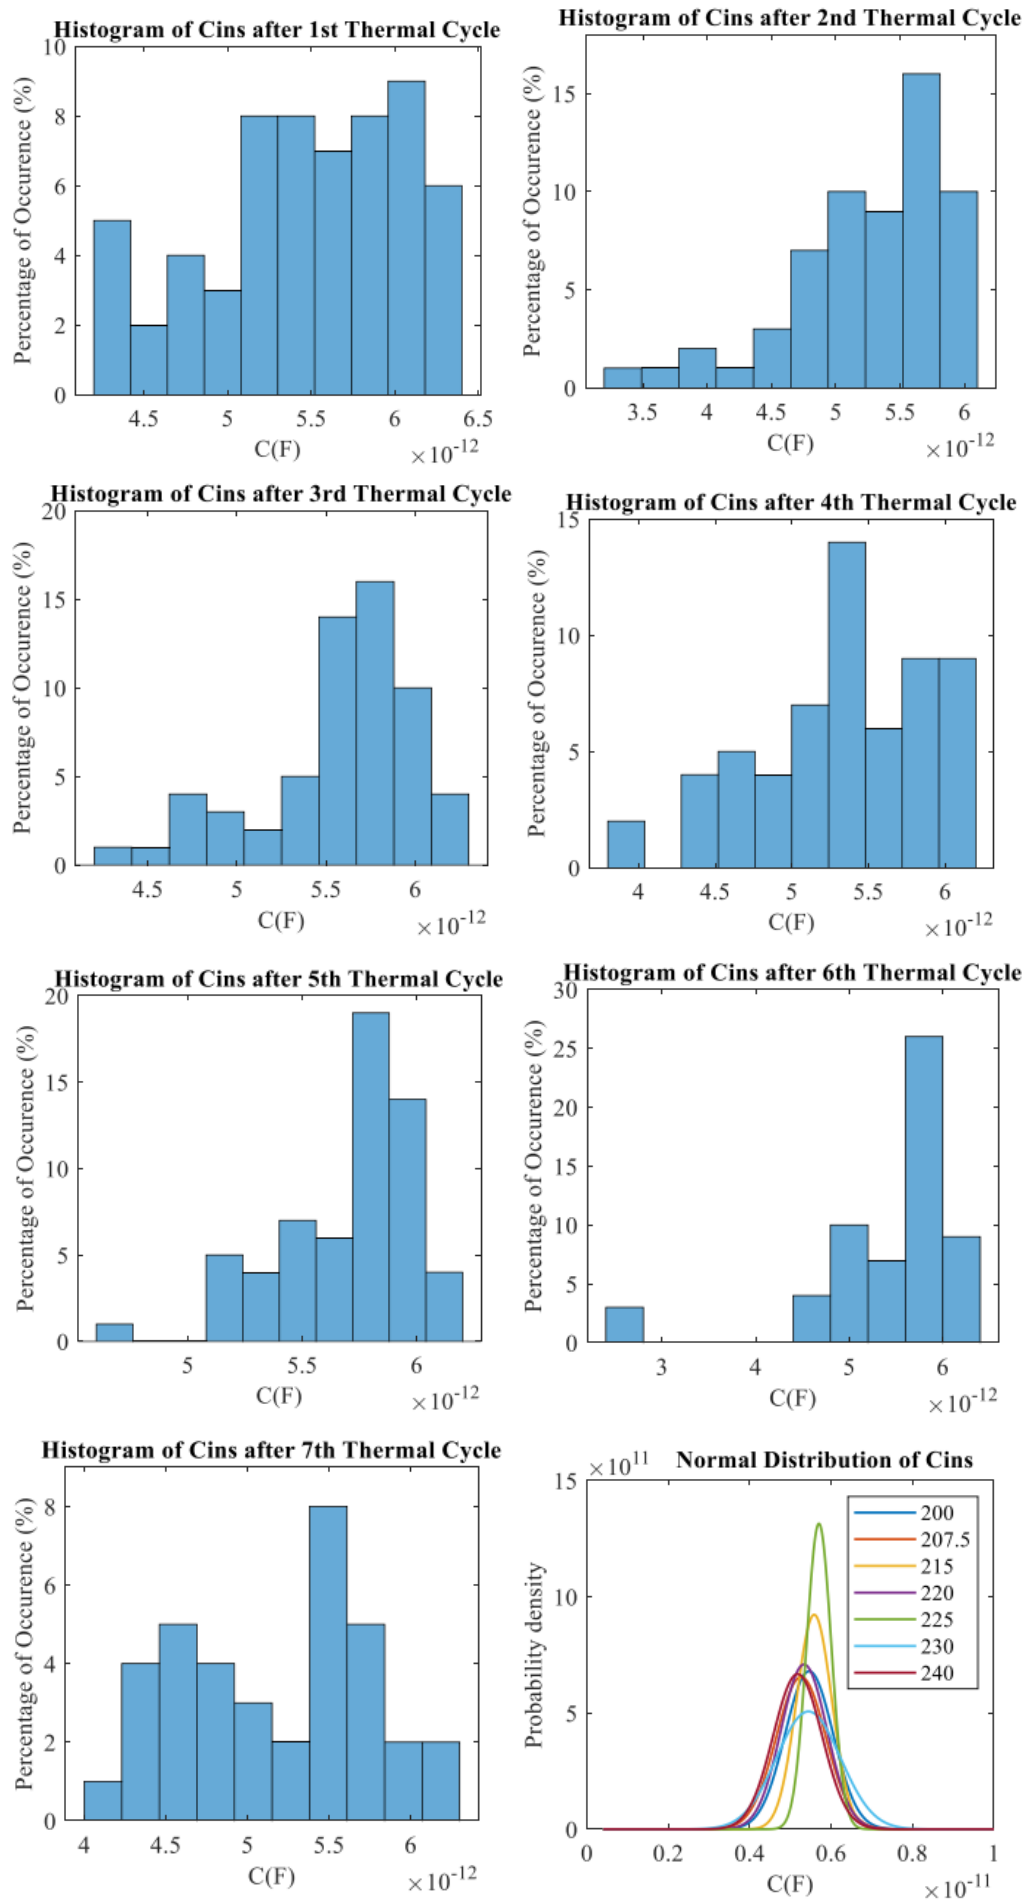 Histogram of Cins after 1st Thermal Cycle
Percentage of Occurence (%)
10
8
6
4
2
0
4.5 5 5.5 6 6.5
C(F)
×10-12
Histogram of Cins after 2nd Thermal Cycle
Percentage of Occurence (%)
15
10
5
0
3.5 4 4.5 5 5.5 6
C(F)
×10-12
Histogram of Cins after 3rd Thermal Cycle
Percentage of Occurence (%)
20
15
10
5
0
4.5 5 5.5 6
C(F)
×10-12
Histogram of Cins after 4th Thermal Cycle
Percentage of Occurence (%)
15
10
5
0
4 4.5 5 5.5 6
C(F)
×10-12
Histogram of Cins after 5th Thermal Cycle
Percentage of Occurence (%)
20
15
10
5
0
5 5.5 6
C(F)
×10-12
Histogram of Cins after 6th Thermal Cycle
Percentage of Occurence (%)
30
25
20
15
10
5
0
3 4 5 6
C(F)
×10-12
Histogram of Cins after 7th Thermal Cycle
Percentage of Occurence (%)
8
6
4
2
0
4 4.5 5 5.5 6
C(F)
×10-12
Normal Distribution of Cins
×1011
Probability density
15
10
5
0
200
207.5
215
220
225
230
240
0 0.2 0.4 0.6 0.8 1
C(F)
×10-11